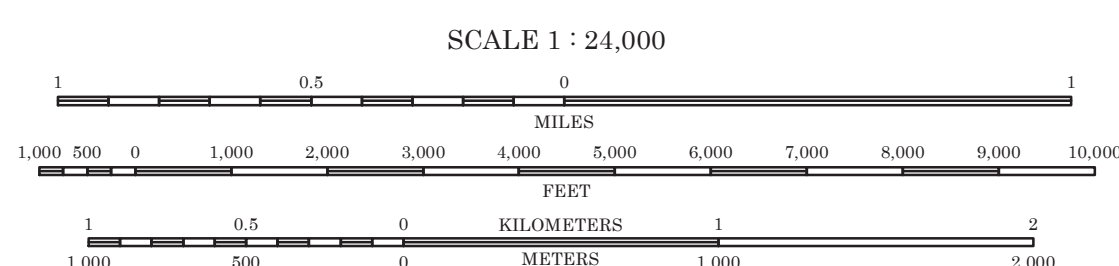 SCALE 1 : 24,000
1 0.5 0 1
MILES
1,000 500 0 1,000 2,000 3,000 4,000 5,000 6,000 7,000 8,000 9,000 10,000
FEET
1 0.5 0 KILOMETERS 1 2
1,000 500 0 METERS 1,000 2,000